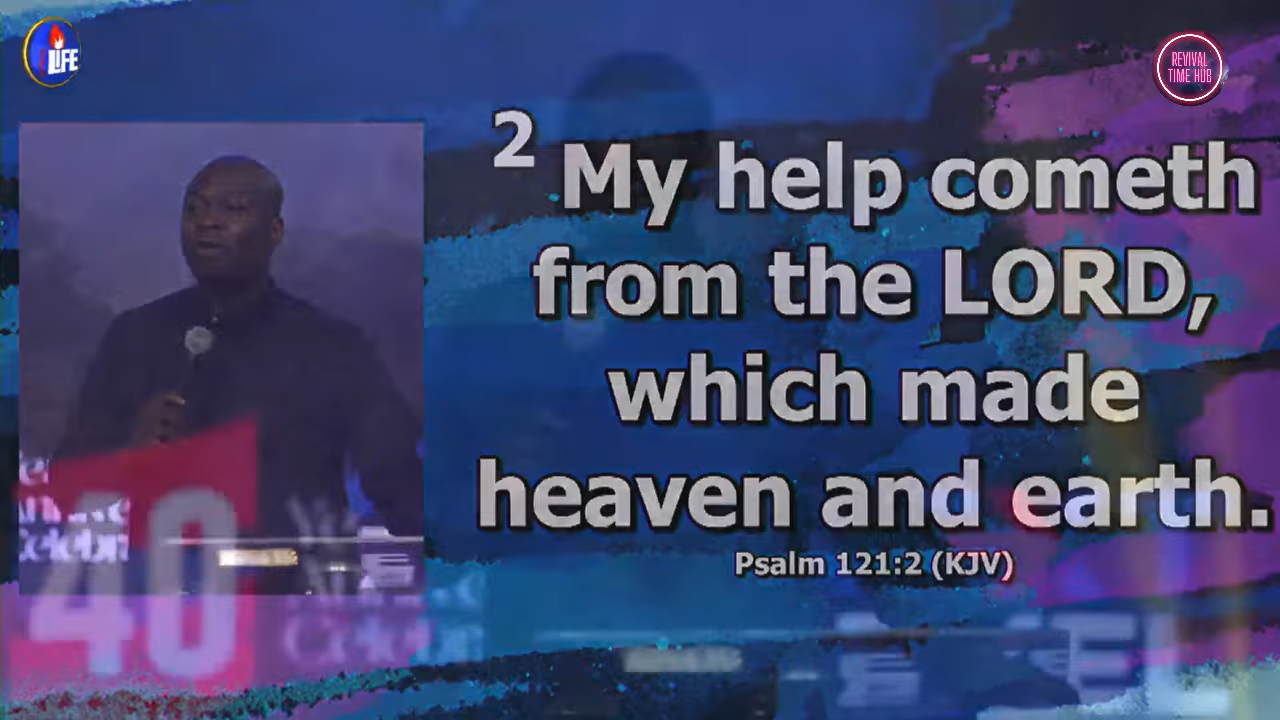 LIFE
REVIVAL
TIME HUB
2 My help cometh
from the LORD,
which made
heaven and earth.
Psalm 121:2 (KJV)
40